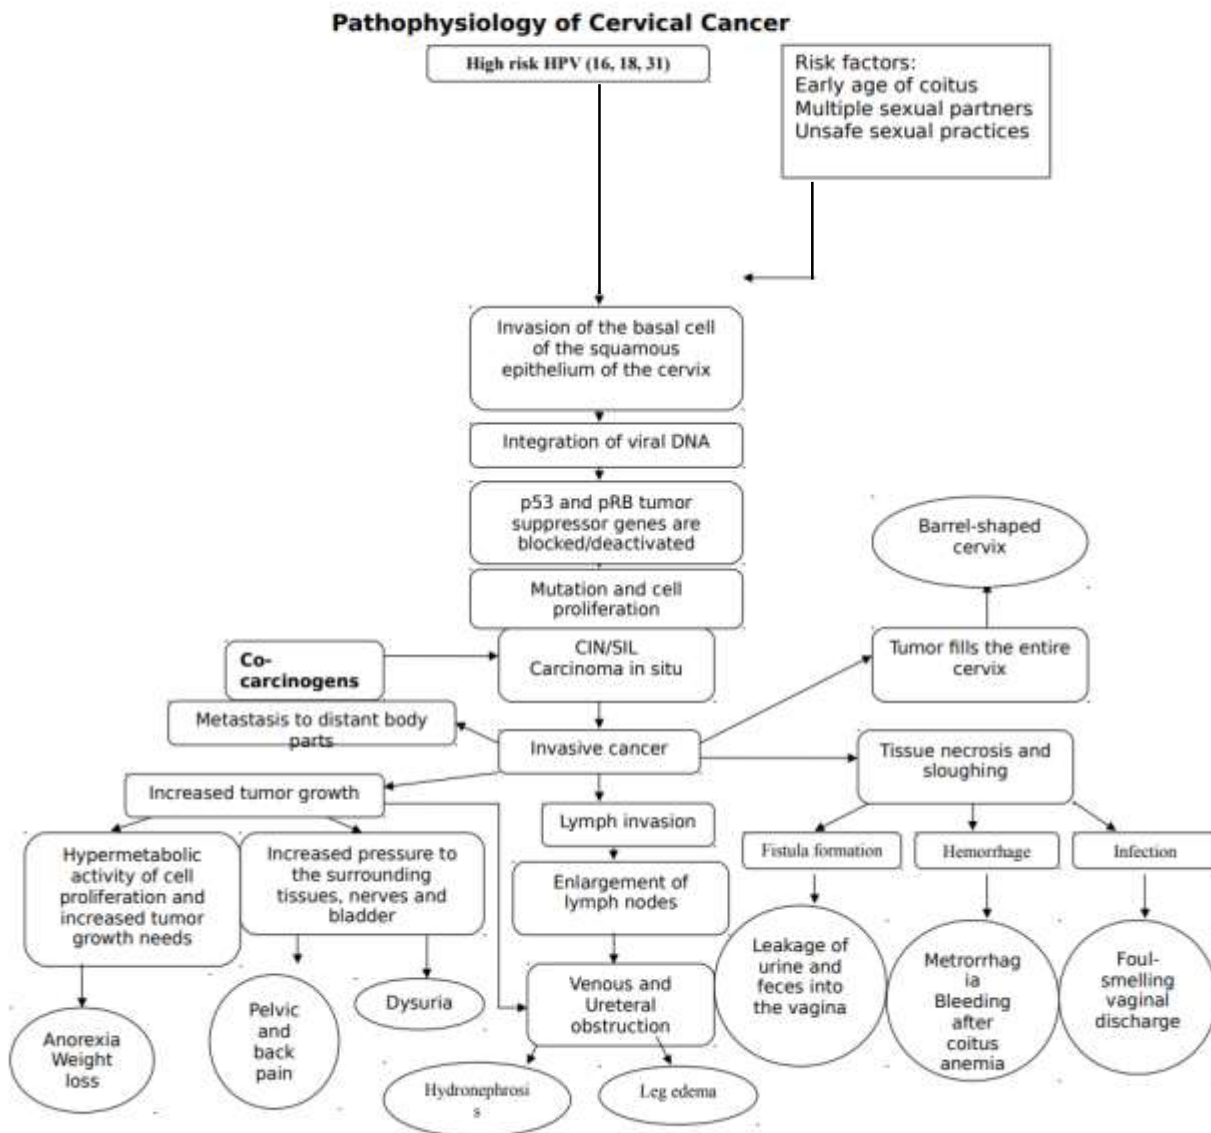 Pathophysiology of Cervical Cancer
High risk HPV (16, 18, 31)
Risk factors:
Early age of coitus
Multiple sexual partners
Unsafe sexual practices
Invasion of the basal cell
of the squamous
epithelium of the cervix
Integration of viral DNA
p53 and pRB tumor
suppressor genes are
blocked/deactivated
Barrel-shaped
cervix
Mutation and cell
proliferation
CIN/SIL
Carcinoma in situ
Co-
carcinogens
Tumor fills the entire
cervix
Metastasis to distant body
parts
Invasive cancer
Tissue necrosis and
sloughing
Increased tumor growth
Lymph invasion
Fistula formation
Hemorrhage
Infection
Hypermetabolic
activity of cell
proliferation and
increased tumor
growth needs
Increased pressure to
the surrounding
tissues, nerves and
bladder
Enlargement of
lymph nodes
Leakage of
urine and
feces into
the vagina
Metrorrhag
ia
Bleeding
after
coitus
anemia
Foul-
smelling
vaginal
discharge
Venous and
Ureteral
obstruction
Dysuria
Pelvic
and
back
pain
Anorexia
Weight
loss
Hydronephrosi
s
Leg edema